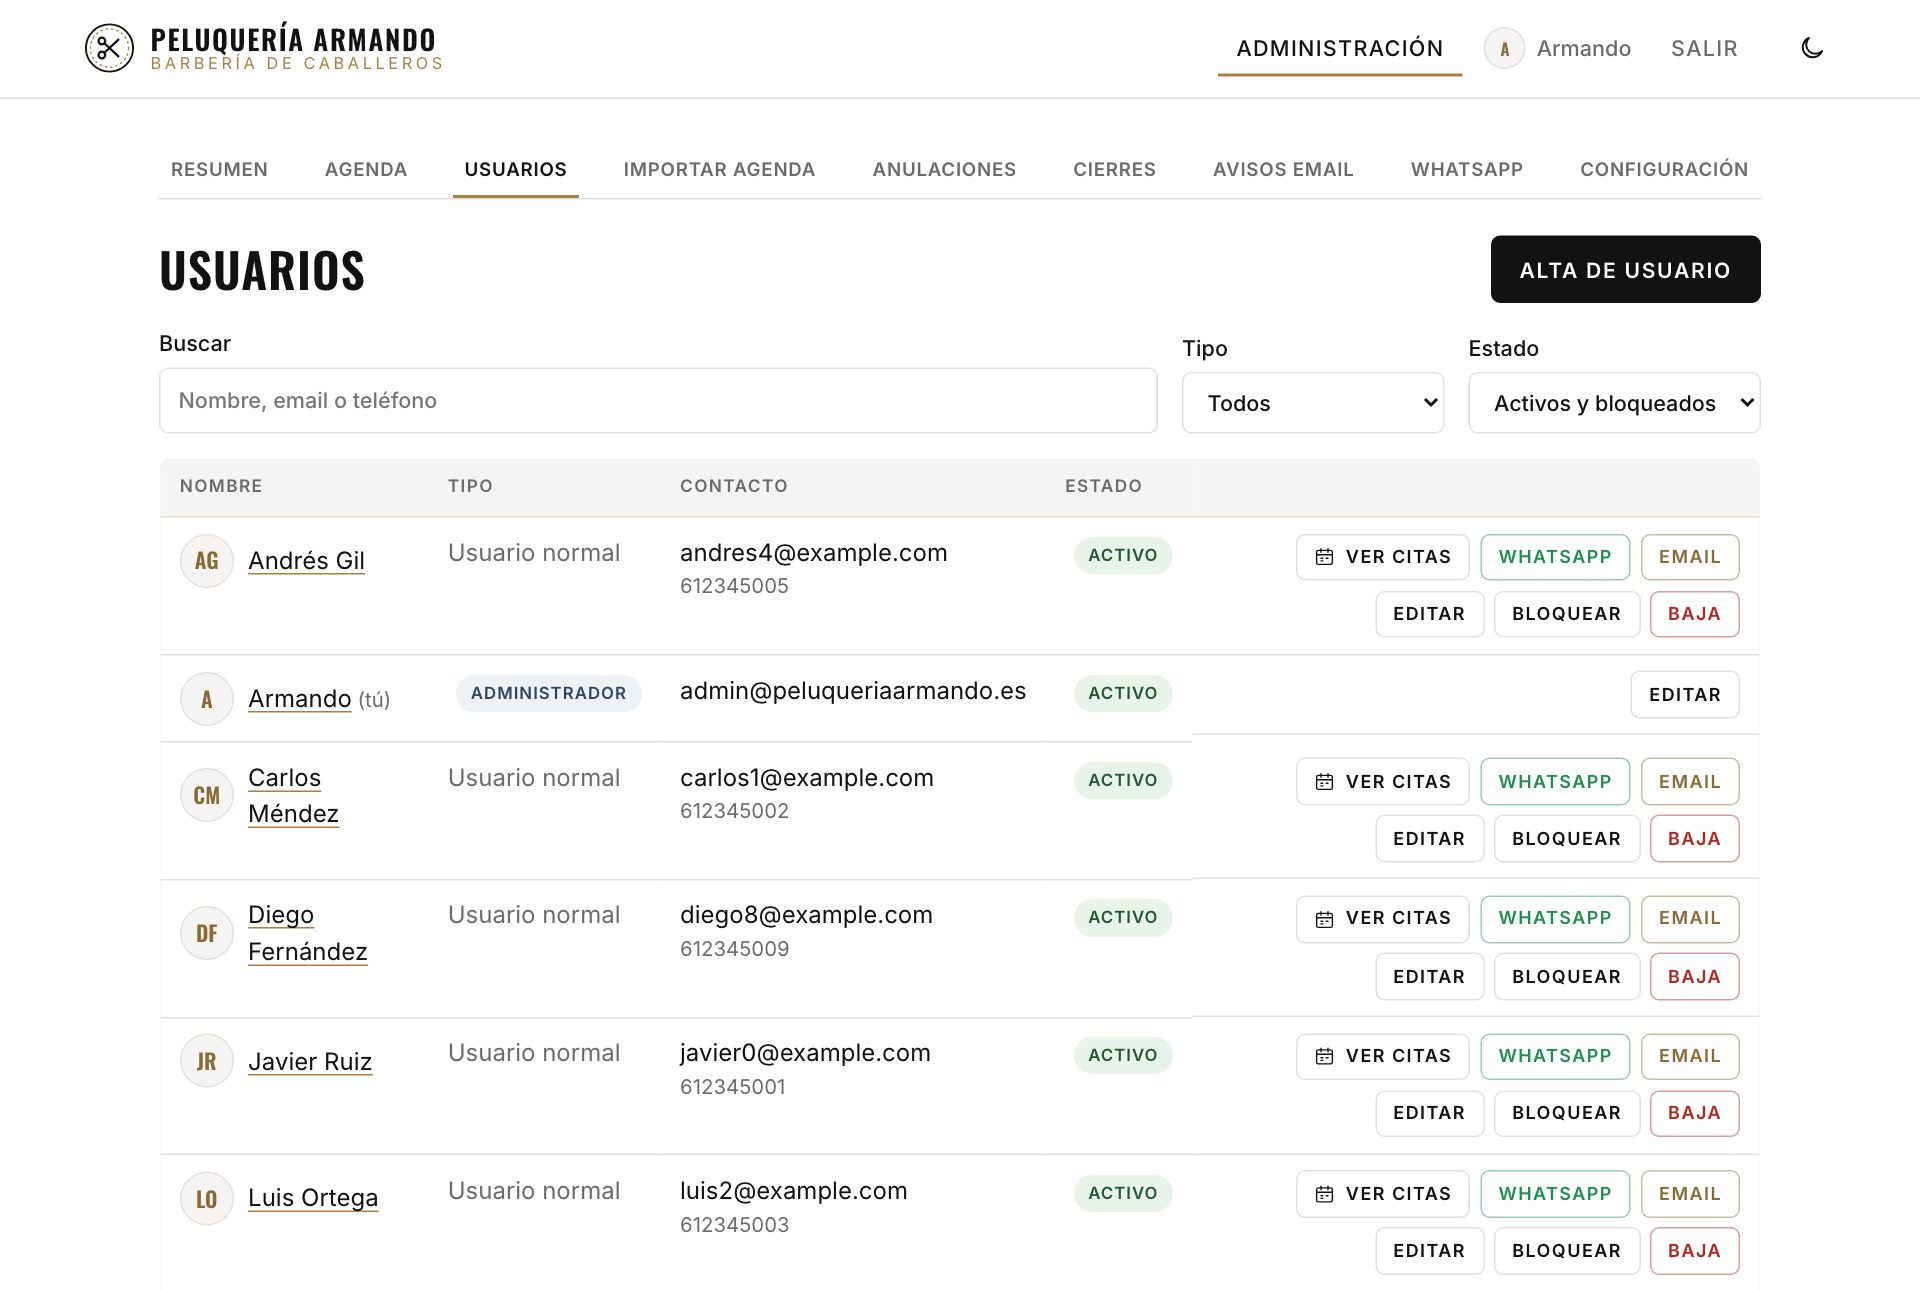 PELUQUERÍA ARMANDO
BARBERÍA DE CABALLEROS
ADMINISTRACIÓN
A Armando
SALIR
RESUMEN AGENDA USUARIOS IMPORTAR AGENDA ANULACIONES CIERRES AVISOS EMAIL WHATSAPP CONFIGURACIÓN
USUARIOS
ALTA DE USUARIO
Buscar
Nombre, email o teléfono
Tipo
Todos
Estado
Activos y bloqueados
NOMBRE TIPO CONTACTO ESTADO
AG Andrés Gil Usuario normal andres4@example.com ACTIVO VER CITAS WHATSAPP EMAIL
612345005
EDITAR BLOQUEAR BAJA
A Armando (tú) ADMINISTRADOR admin@peluqueriaarmando.es ACTIVO EDITAR
CM Carlos Méndez Usuario normal carlos1@example.com ACTIVO VER CITAS WHATSAPP EMAIL
612345002
EDITAR BLOQUEAR BAJA
DF Diego Fernández Usuario normal diego8@example.com ACTIVO VER CITAS WHATSAPP EMAIL
612345009
EDITAR BLOQUEAR BAJA
JR Javier Ruiz Usuario normal javier0@example.com ACTIVO VER CITAS WHATSAPP EMAIL
612345001
EDITAR BLOQUEAR BAJA
LO Luis Ortega Usuario normal luis2@example.com ACTIVO VER CITAS WHATSAPP EMAIL
612345003
EDITAR BLOQUEAR BAJA